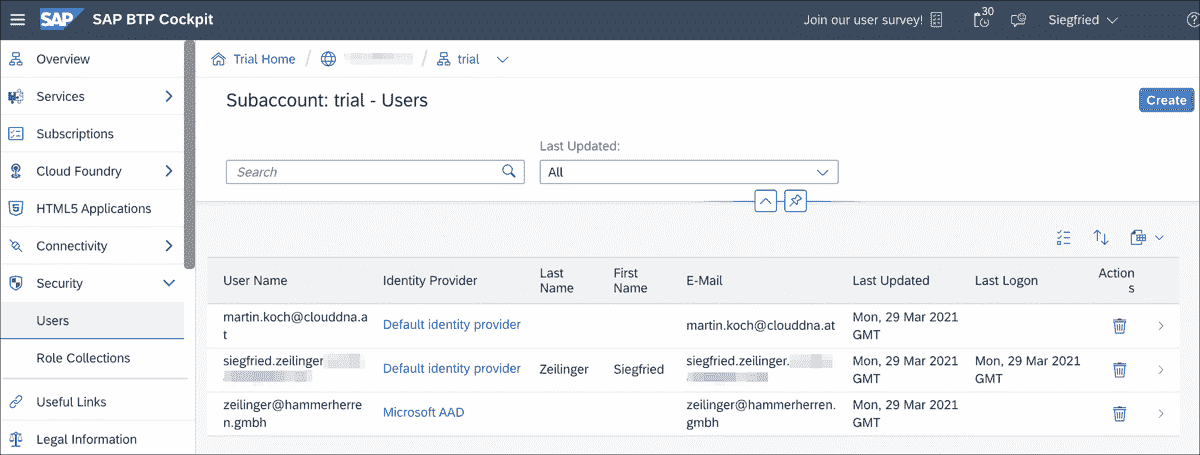 SAP SAP BTP Cockpit Join our user survey! 30 Siegfried
Overview
Services
Subscriptions
Cloud Foundry
HTML5 Applications
Connectivity
Security
Users
Role Collections
Useful Links
Legal Information
Trial Home / / trial
Subaccount: trial - Users
Create
Last Updated:
Search All
User Name Identity Provider Last Name First Name E-Mail Last Updated Last Logon Action
s
martin.koch@clouddna.a Default identity provider martin.koch@clouddna.at Mon, 29 Mar 2021
t GMT
siegfried.zeilinger Default identity provider Zeilinger Siegfried siegfried.zeilinger. Mon, 29 Mar 2021 Mon, 29 Mar 2021
GMT GMT
zeilinger@hammerherre Microsoft AAD zeilinger@hammerherren. Mon, 29 Mar 2021
n.gmbh gmbh GMT